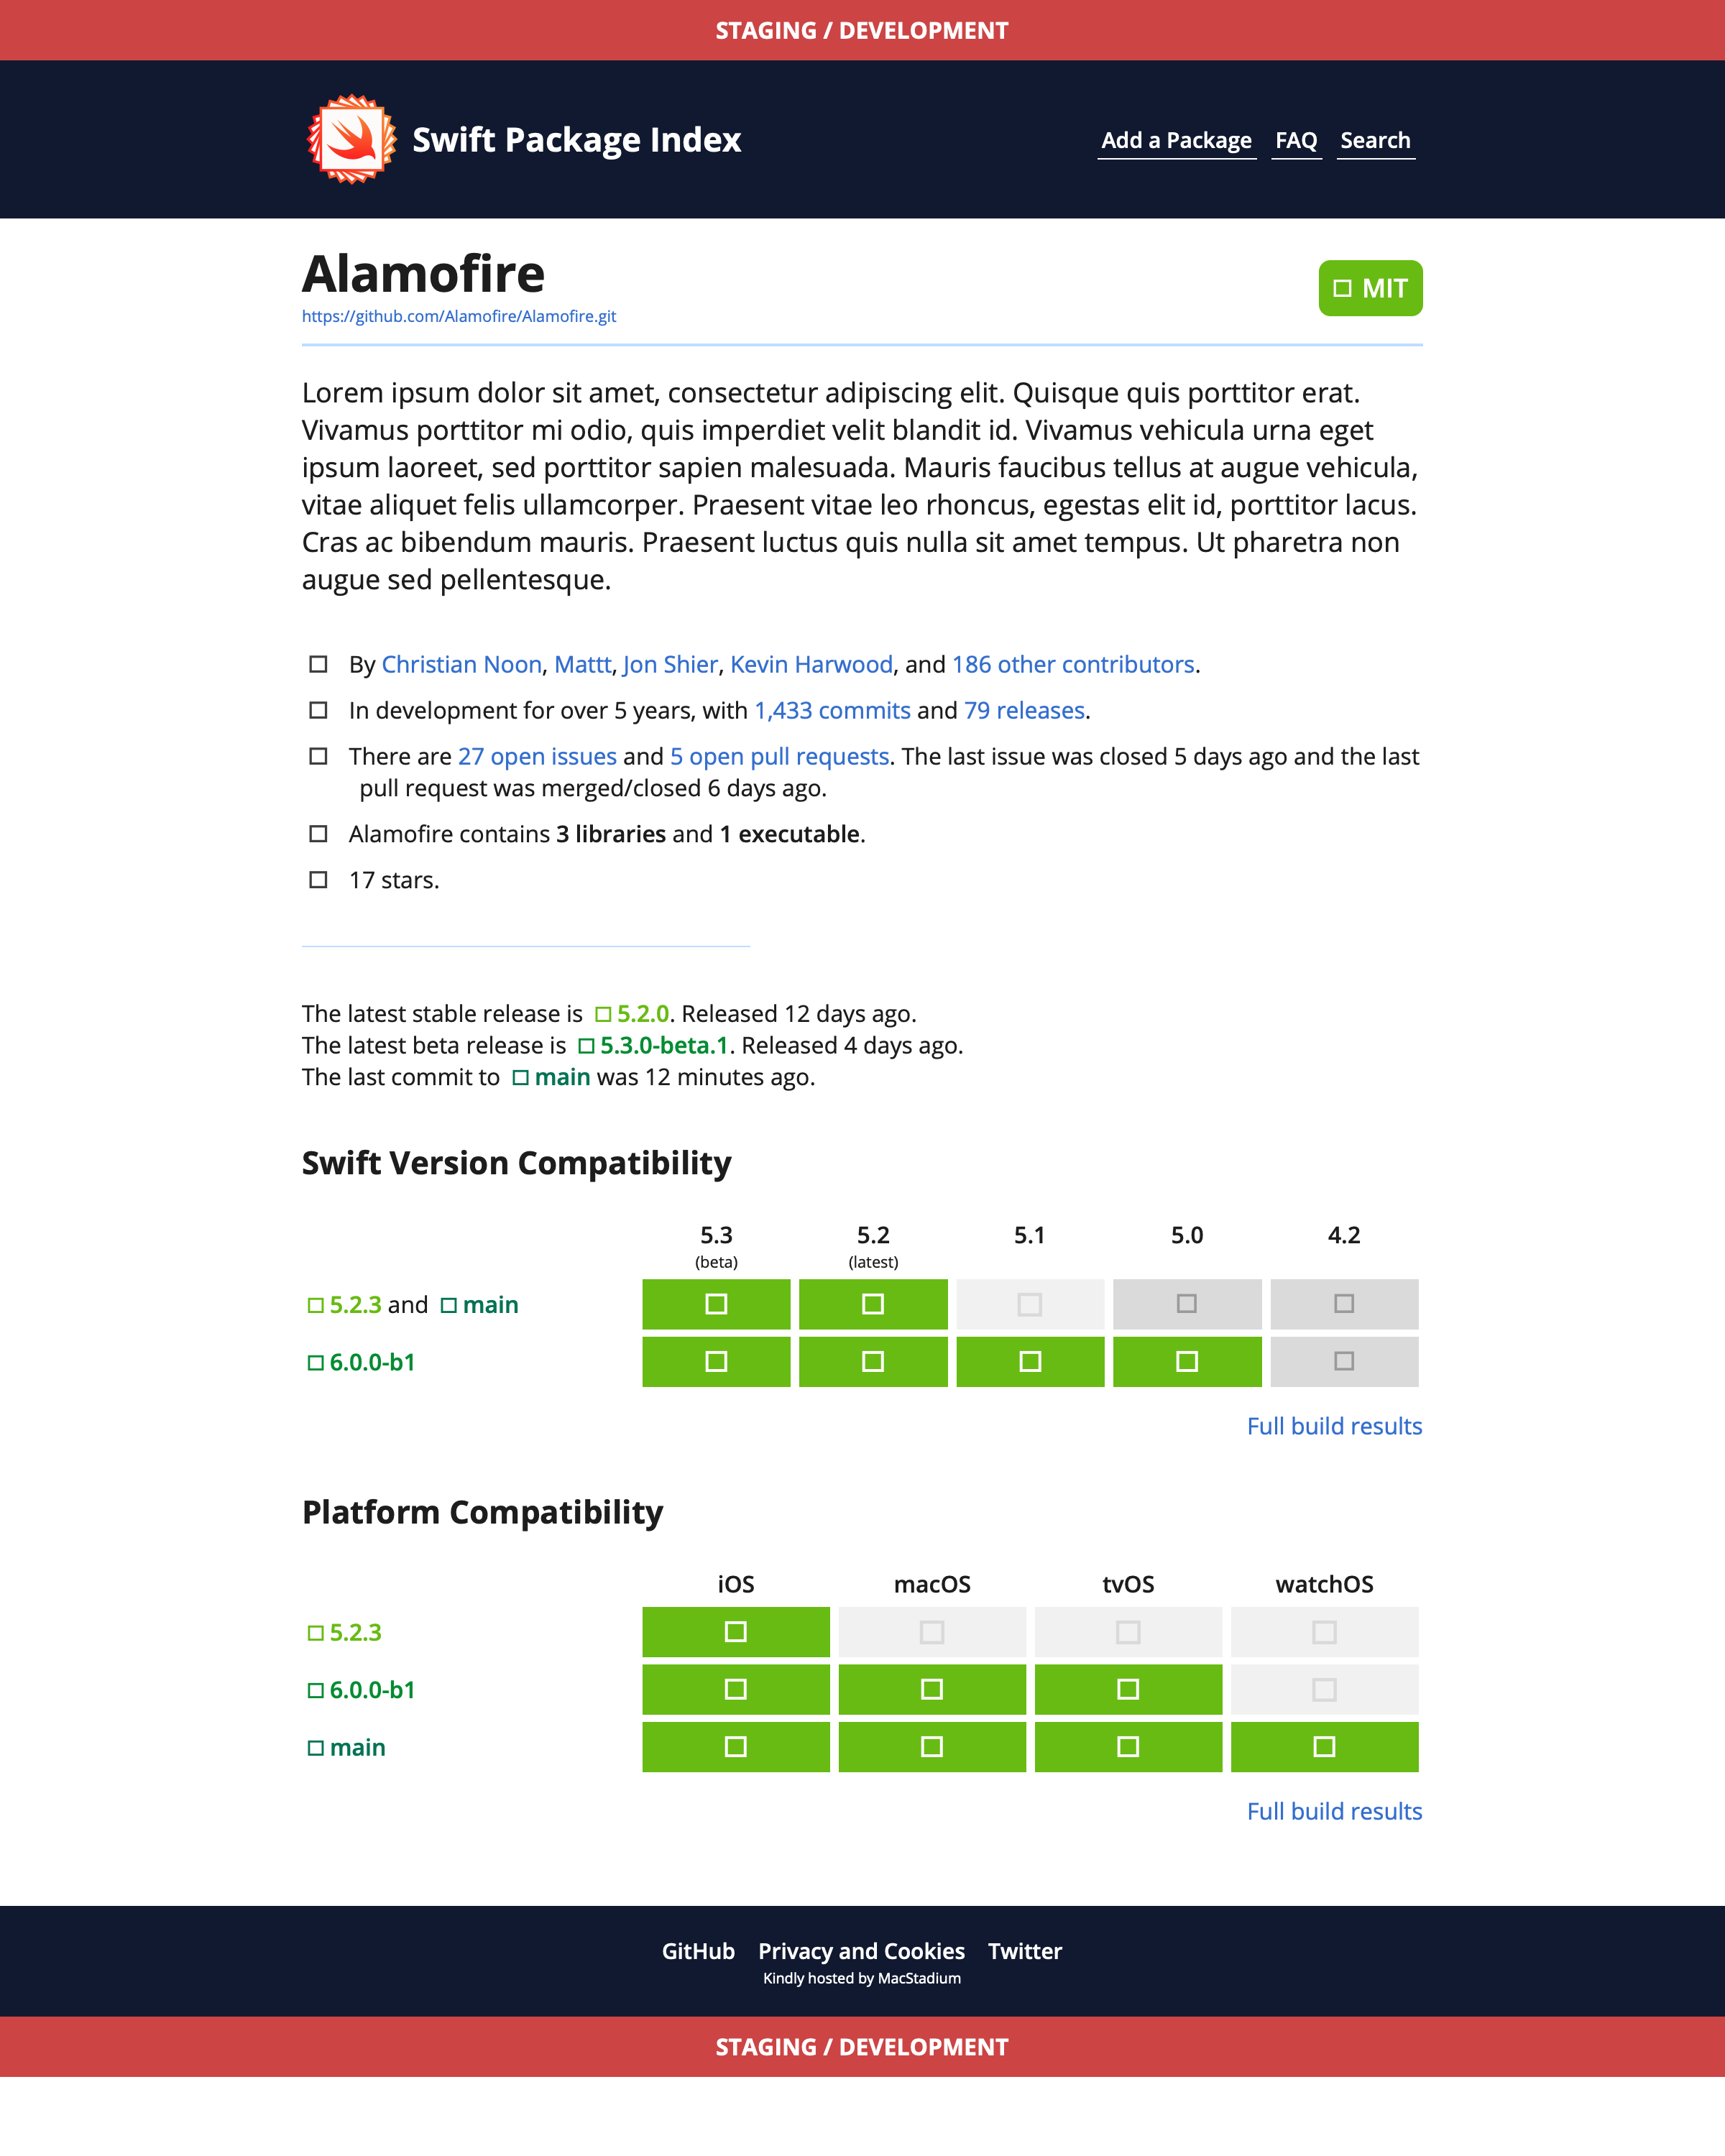 STAGING / DEVELOPMENT
Swift Package Index
Add a Package FAQ Search
Alamofire
MIT
https://github.com/Alamofire/Alamofire.git
Lorem ipsum dolor sit amet, consectetur adipiscing elit. Quisque quis porttitor erat.
Vivamus porttitor mi odio, quis imperdiet velit blandit id. Vivamus vehicula urna eget
ipsum laoreet, sed porttitor sapien malesuada. Mauris faucibus tellus at augue vehicula,
vitae aliquet felis ullamcorper. Praesent vitae leo rhoncus, egestas elit id, porttitor lacus.
Cras ac bibendum mauris. Praesent luctus quis nulla sit amet tempus. Ut pharetra non
augue sed pellentesque.
By Christian Noon, Mattt, Jon Shier, Kevin Harwood, and 186 other contributors.
In development for over 5 years, with 1,433 commits and 79 releases.
There are 27 open issues and 5 open pull requests. The last issue was closed 5 days ago and the last
pull request was merged/closed 6 days ago.
Alamofire contains 3 libraries and 1 executable.
17 stars.
The latest stable release is 5.2.0. Released 12 days ago.
The latest beta release is 5.3.0-beta.1. Released 4 days ago.
The last commit to main was 12 minutes ago.
Swift Version Compatibility
5.3 5.2 5.1 5.0 4.2
(beta) (latest)
5.2.3 and main
6.0.0-b1
Full build results
Platform Compatibility
iOS macOS tvOS watchOS
5.2.3
6.0.0-b1
main
Full build results
GitHub Privacy and Cookies Twitter
Kindly hosted by MacStadium
STAGING / DEVELOPMENT